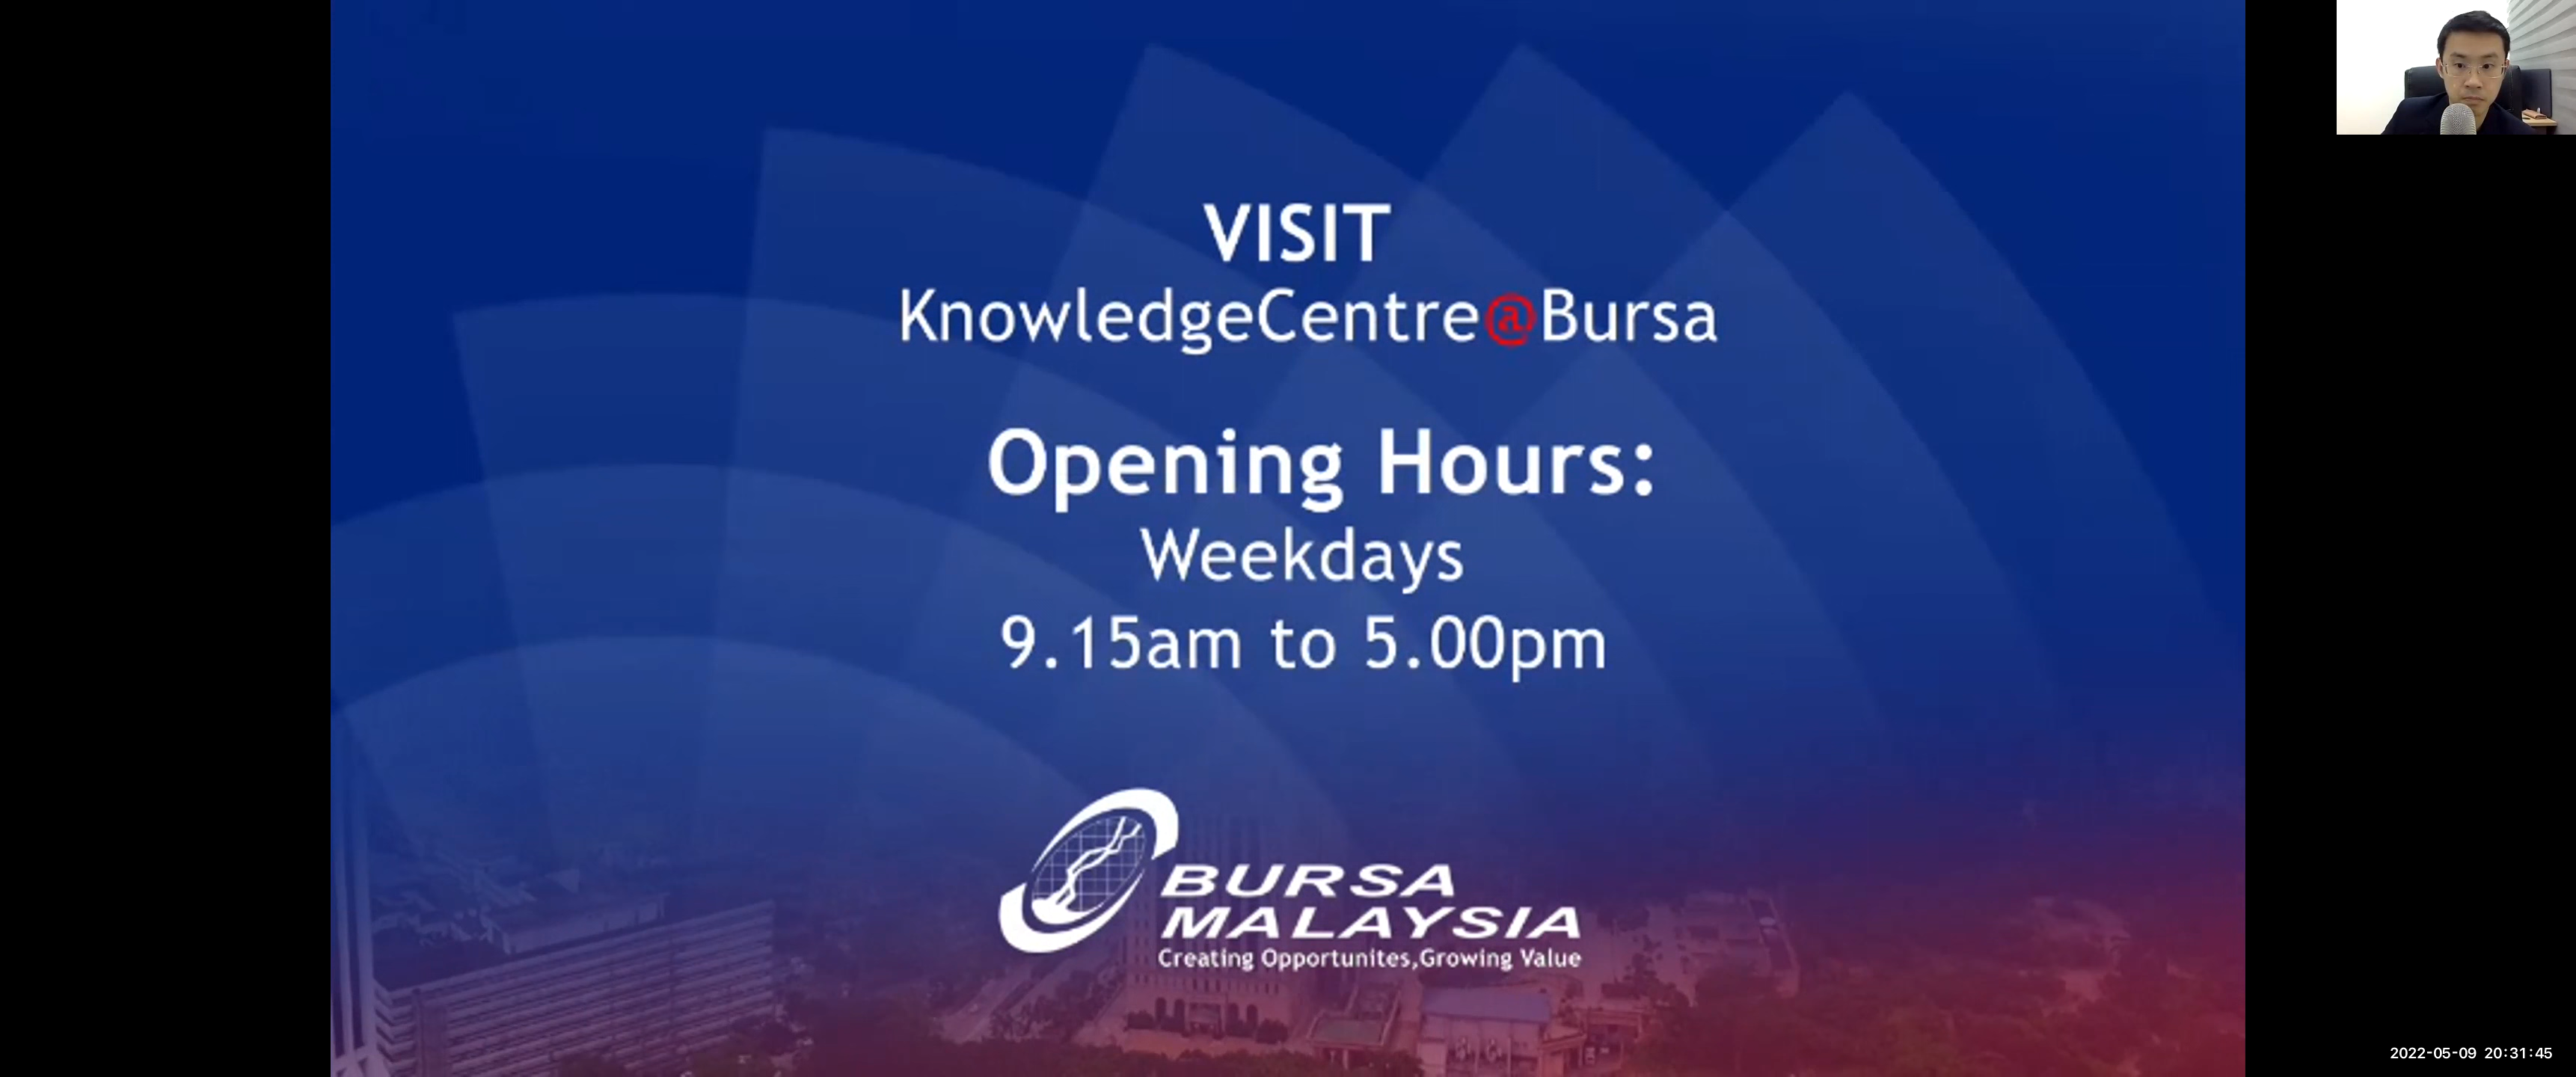 VISIT
KnowledgeCentre@Bursa
Opening Hours:
Weekdays
9.15am to 5.00pm
BURSA
MALAYSIA
Creating Opportunites,Growing Value
2022-05-09 20:31:45